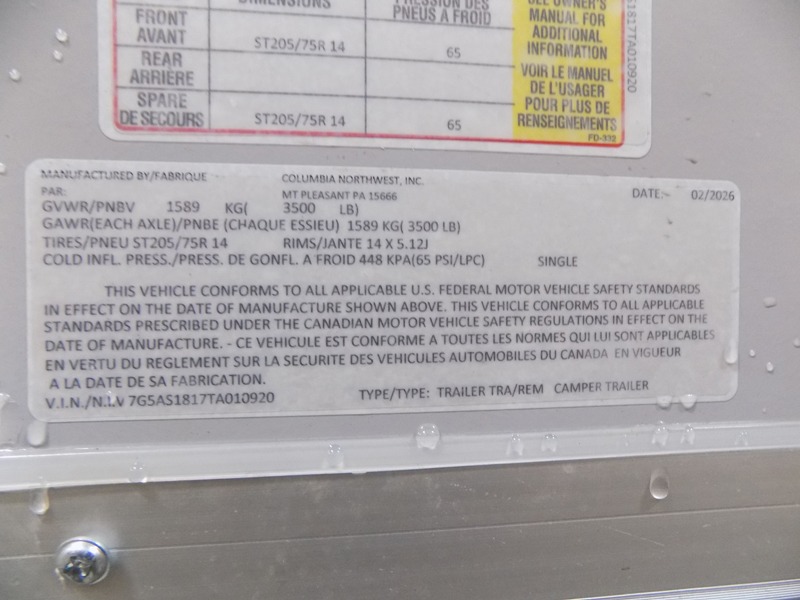 DIMENSIONS
PRESSION DES
PNEUS À FROID
SEE OWNER'S
MANUAL FOR
ADDITIONAL
INFORMATION
VOIR LE MANUEL
DE L'USAGER
POUR PLUS DE
RENSEIGNEMENTS
FRONT
AVANT
ST205/75R 14
65
REAR
ARRIÈRE
SPARE
DE SECOURS
ST205/75R 14
65
FD-332
1817TA010920
MANUFACTURED BY/FABRIQUE COLUMBIA NORTHWEST, INC.
PAR: MT PLEASANT PA 15666 DATE:- 02/2026
GVWR/PNBV 1589 KG( 3500 LB)
GAWR(EACH AXLE)/PNBE (CHAQUE ESSIEU) 1589 KG( 3500 LB)
TIRES/PNEU ST205/75R 14 RIMS/JANTE 14 X 5.12J
COLD INFL. PRESS./PRESS. DE GONFL. A FROID 448 KPA(65 PSI/LPC) SINGLE
THIS VEHICLE CONFORMS TO ALL APPLICABLE U.S. FEDERAL MOTOR VEHICLE SAFETY STANDARDS
IN EFFECT ON THE DATE OF MANUFACTURE SHOWN ABOVE. THIS VEHICLE CONFORMS TO ALL APPLICABLE
STANDARDS PRESCRIBED UNDER THE CANADIAN MOTOR VEHICLE SAFETY REGULATIONS IN EFFECT ON THE
DATE OF MANUFACTURE. - CE VEHICULE EST CONFORME A TOUTES LES NORMES QUI LUI SONT APPLICABLES
EN VERTU DU REGLEMENT SUR LA SECURITE DES VEHICULES AUTOMOBILES DU CANADA EN VIGUEUR
A LA DATE DE SA FABRICATION.
V.I.N./N.I.V 7G5AS1817TA010920 TYPE/TYPE: TRAILER TRA/REM CAMPER TRAILER